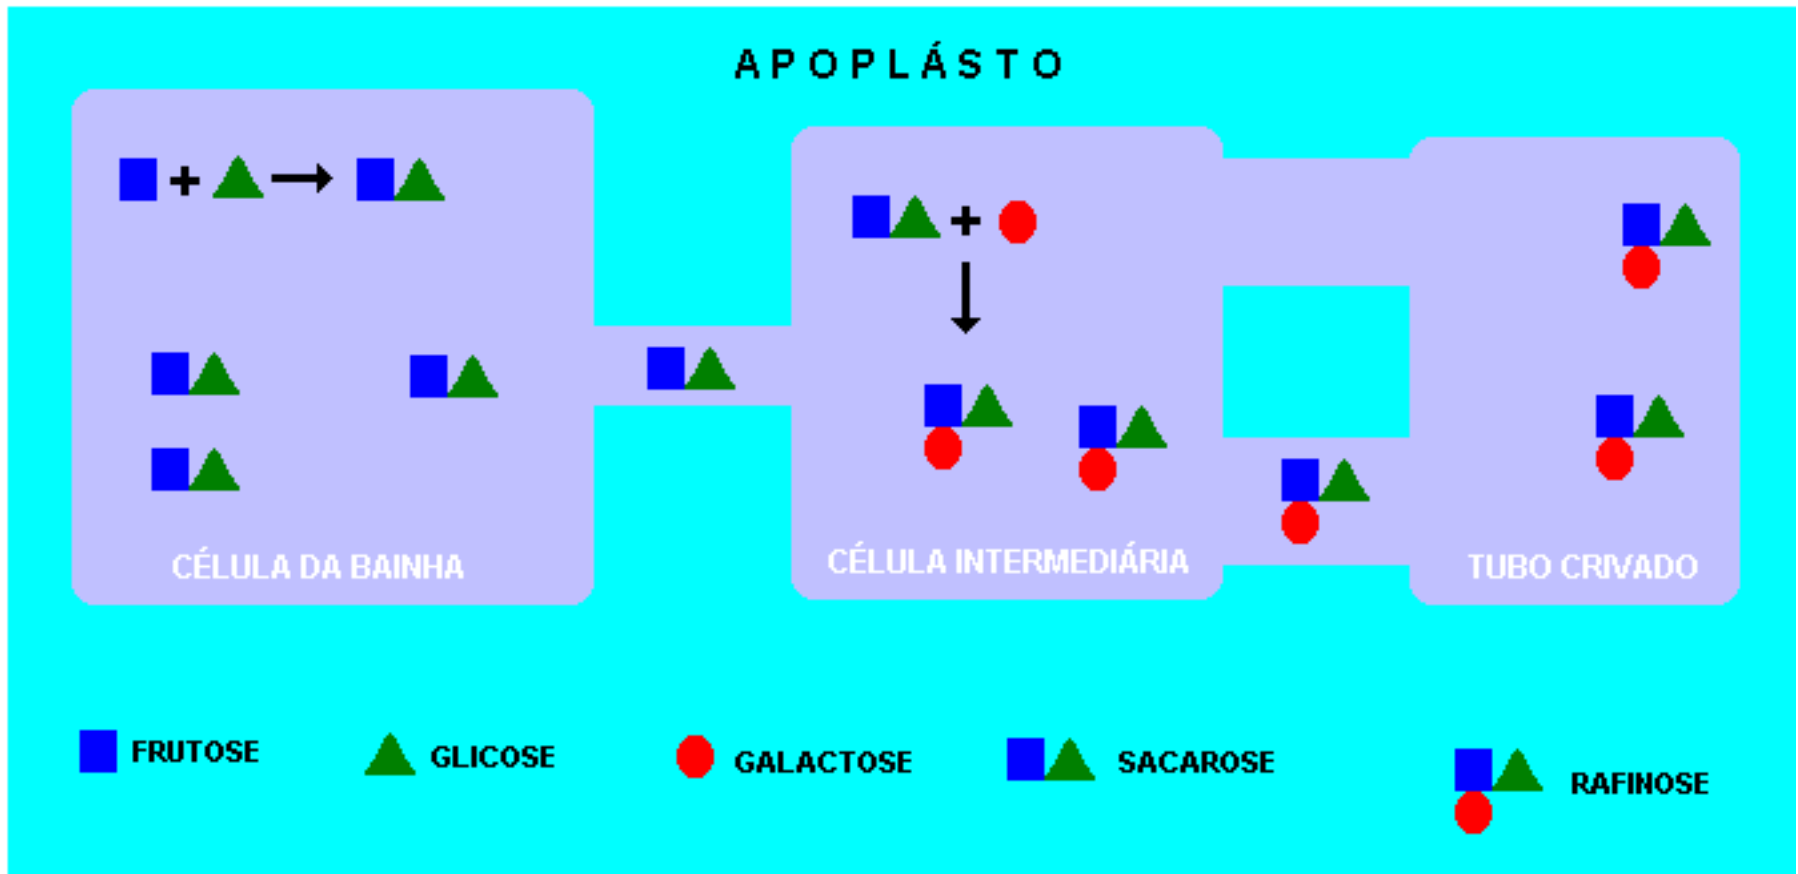 APOPLÁSTO
CÉLULA DA BAINHA
CÉLULA INTERMEDIÁRIA
TUBO CRIVADO
FRUTOSE
GLICOSE
GALACTOSE
SACAROSE
RAFINOSE